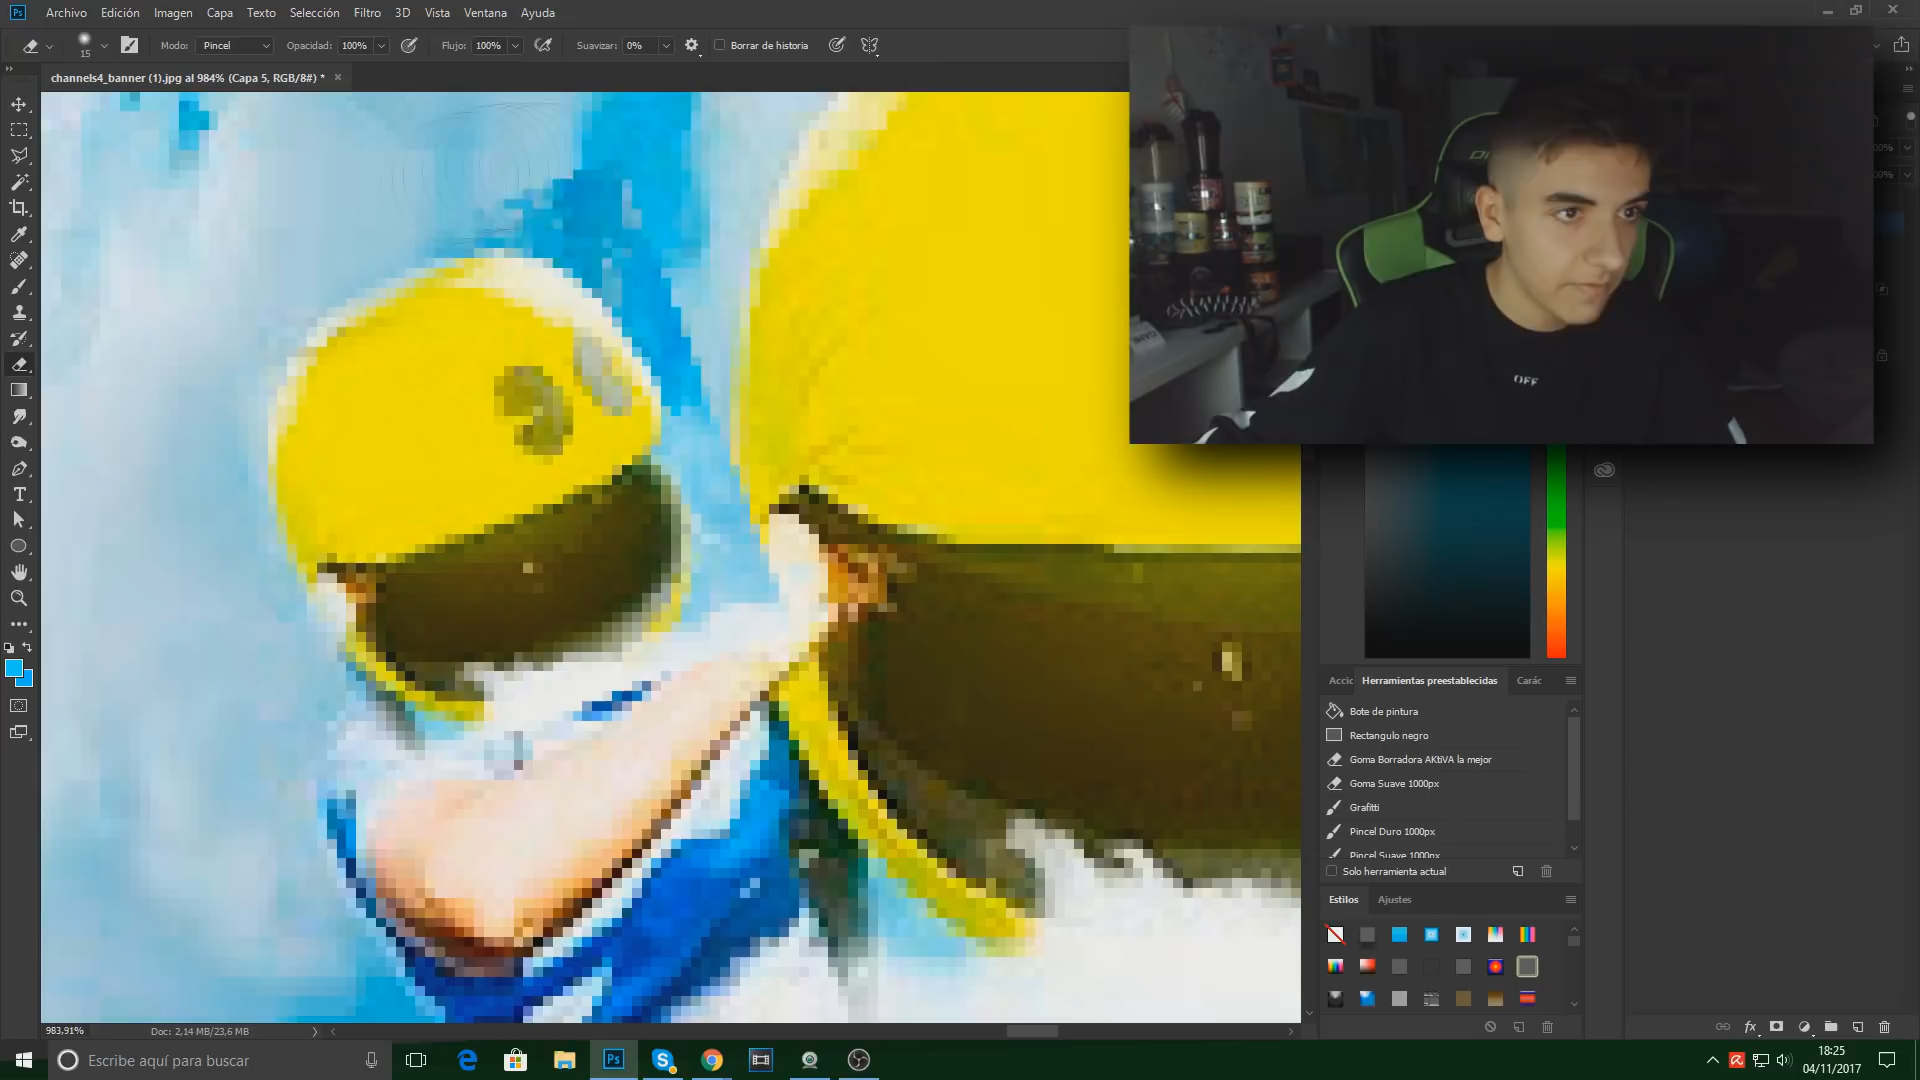 Ps Archivo Edición Imagen Capa Texto Selección Filtro 3D Vista Ventana Ayuda
15 Modo: Pincel Opacidad: 100% Flujo: 100% Suavizar: 0% Borrar de historia
channels4_banner (1).jpg al 984% (Capa 5, RGB/8#) *
OFF
Accio Herramientas preestablecidas Carác
Bote de pintura
Rectangulo negro
Goma Borradora AKtiVA la mejor
Goma Suave 1000px
Grafitti
Pincel Duro 1000px
Pincel Suave 1000px
Solo herramienta actual
Estilos Ajustes
983,91% Doc: 2,14 MB/23,6 MB
Escribe aquí para buscar
Ps
18:25
04/11/2017